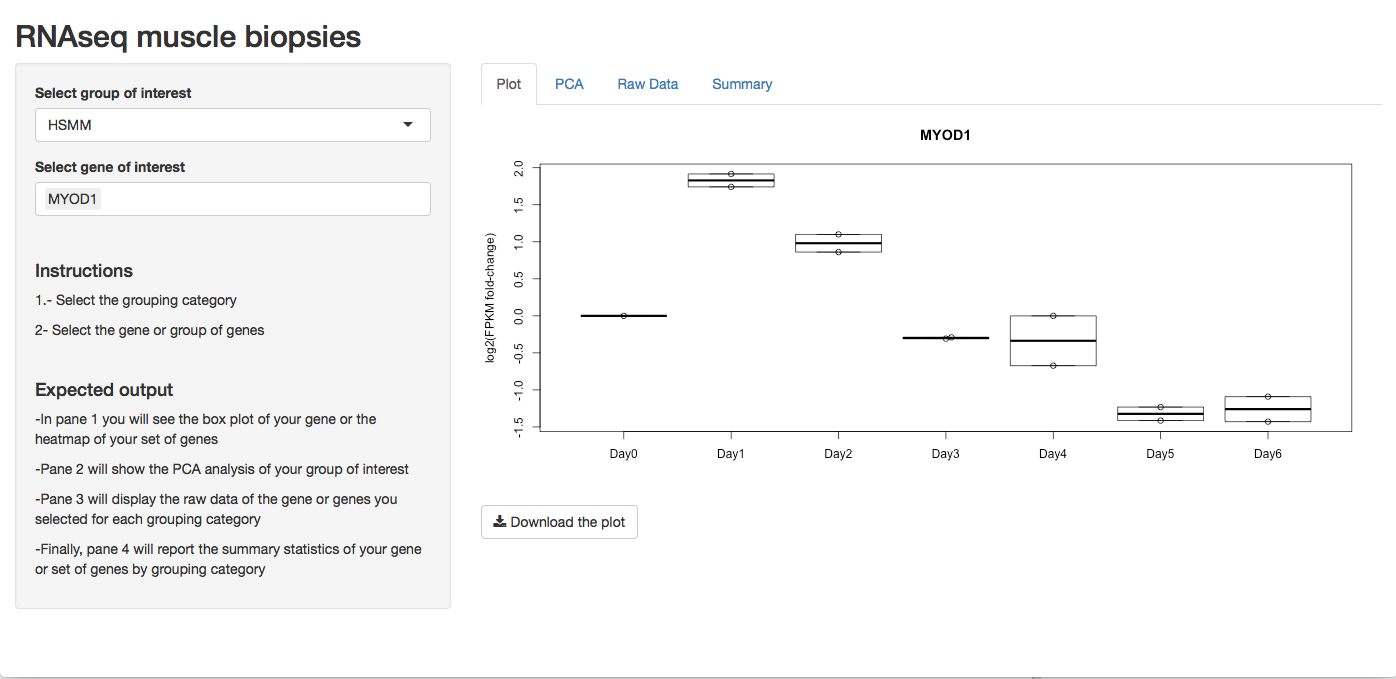 RNAseq muscle biopsies
Select group of interest
HSMM
Select gene of interest
MYOD1
Instructions
1.- Select the grouping category
2- Select the gene or group of genes
Expected output
-In pane 1 you will see the box plot of your gene or the
heatmap of your set of genes
-Pane 2 will show the PCA analysis of your group of interest
-Pane 3 will display the raw data of the gene or genes you
selected for each grouping category
-Finally, pane 4 will report the summary statistics of your gene
or set of genes by grouping category
Plot PCA Raw Data Summary
MYOD1
log2(FPKM fold-change)
2.0
1.5
1.0
0.5
0.0
-0.5
-1.0
-1.5
Day0 Day1 Day2 Day3 Day4 Day5 Day6
Download the plot